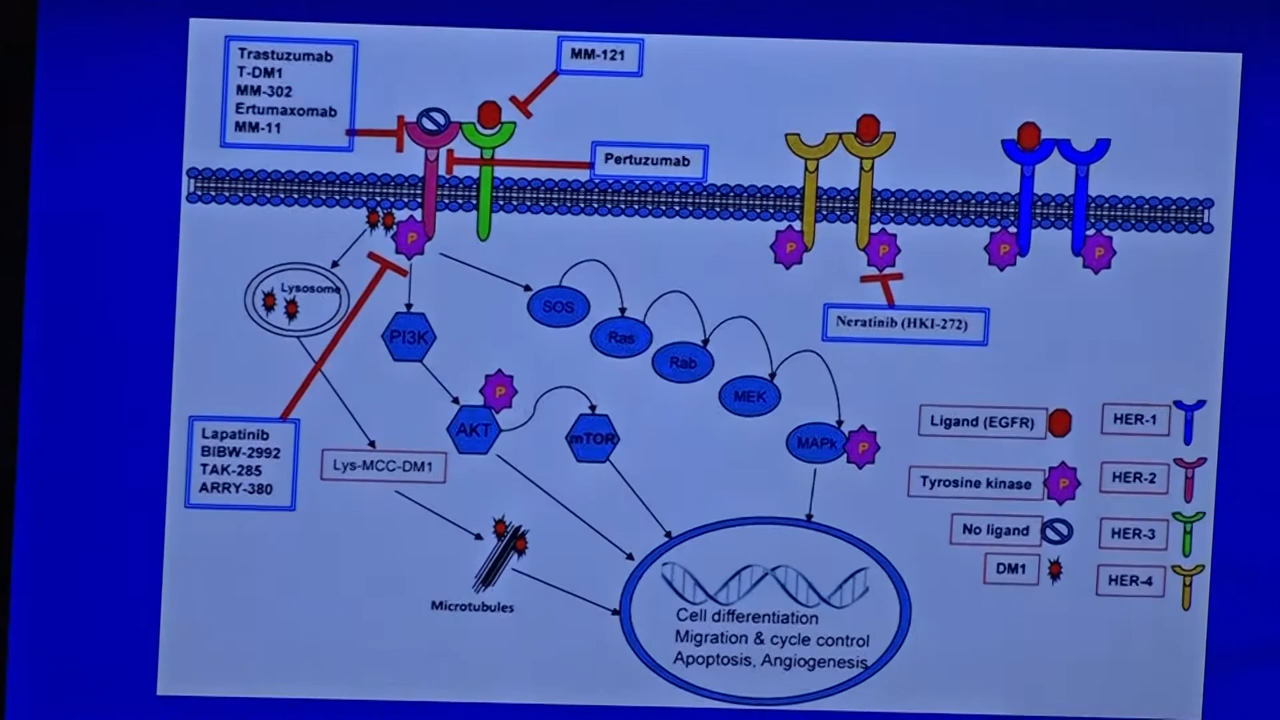 Trastuzumab
T-DM1
MM-302
Ertumaxomab
MM-11
MM-121
Pertuzumab
P
P
P
P
P
Lysosome
Neratinib (HKI-272)
PI3K
SOS
Ras
Rab
MEK
MAPk
P
P
AKT
mTOR
Lapatinib
BIBW-2992
TAK-285
ARRY-380
Lys-MCC-DM1
Microtubules
Cell differentiation
Migration & cycle control
Apoptosis, Angiogenesis
Ligand (EGFR)
HER-1
Tyrosine kinase
P
HER-2
No ligand
HER-3
DM1
HER-4